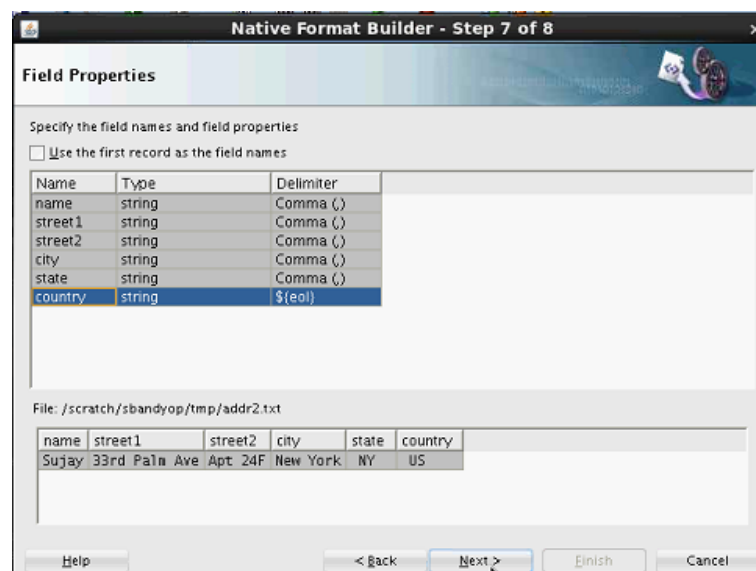 Native Format Builder - Step 7 of 8
Field Properties
Specify the field names and field properties
Use the first record as the field names
Name Type Delimiter
name string Comma (,)
street1 string Comma (,)
street2 string Comma (,)
city string Comma (,)
state string Comma (,)
country string ${eol}
File: /scratch/sbandyop/tmp/addr2.txt
name street1 street2 city state country
Sujay 33rd Palm Ave Apt 24F New York NY US
Help < Back Next > Finish Cancel